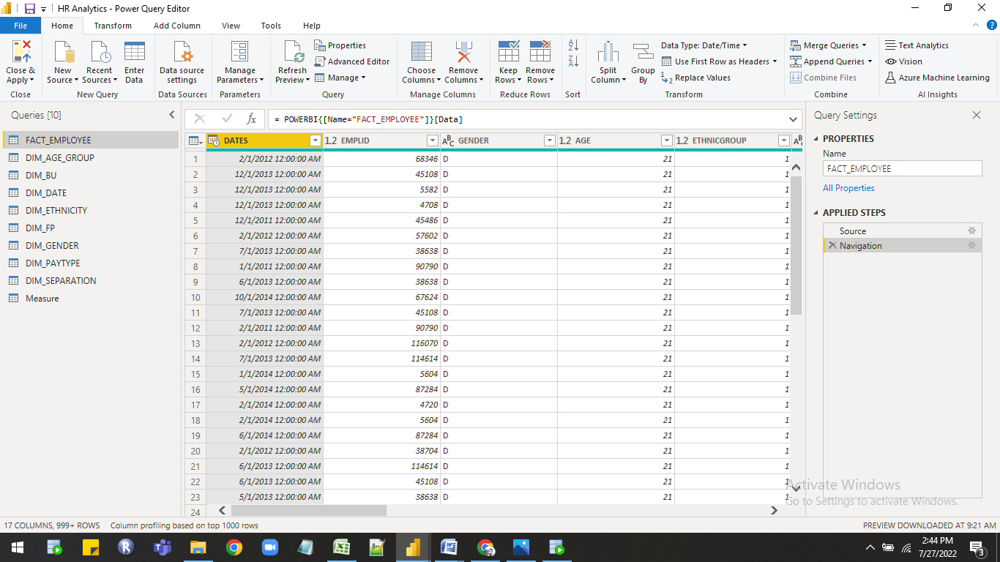 HR Analytics - Power Query Editor
File Home Transform Add Column View Tools Help
Close & Apply
Close
New Source
Recent Sources
Enter Data
New Query
Data source settings
Data Sources
Manage Parameters
Parameters
Refresh Preview
Properties
Advanced Editor
Manage
Query
Choose Columns
Remove Columns
Manage Columns
Keep Rows
Remove Rows
Reduce Rows
Sort
Split Column
Group By
Data Type: Date/Time
Use First Row as Headers
Replace Values
Transform
Merge Queries
Append Queries
Combine Files
Combine
Text Analytics
Vision
Azure Machine Learning
AI Insights
Queries [10]
FACT_EMPLOYEE
DIM_AGE_GROUP
DIM_BU
DIM_DATE
DIM_ETHNICITY
DIM_FP
DIM_GENDER
DIM_PAYTYPE
DIM_SEPARATION
Measure
fx = POWERBI{[Name="FACT_EMPLOYEE"]}[Data]
DATES 1.2 EMPLID ABC GENDER 1.2 AGE 1.2 ETHNICGROUP AB
1 2/1/2012 12:00:00 AM 68346 D 21 1
2 12/1/2013 12:00:00 AM 45108 D 21 1
3 12/1/2013 12:00:00 AM 5582 D 21 1
4 12/1/2013 12:00:00 AM 4708 D 21 1
5 12/1/2011 12:00:00 AM 45486 D 21 1
6 2/1/2012 12:00:00 AM 57602 D 21 1
7 7/1/2013 12:00:00 AM 38638 D 21 1
8 1/1/2011 12:00:00 AM 90790 D 21 1
9 6/1/2013 12:00:00 AM 38638 D 21 1
10 10/1/2014 12:00:00 AM 67624 D 21 1
11 7/1/2013 12:00:00 AM 45108 D 21 1
12 2/1/2011 12:00:00 AM 90790 D 21 1
13 2/1/2012 12:00:00 AM 116070 D 21 1
14 7/1/2013 12:00:00 AM 114614 D 21 1
15 1/1/2014 12:00:00 AM 5604 D 21 1
16 5/1/2014 12:00:00 AM 87284 D 21 1
17 2/1/2014 12:00:00 AM 4720 D 21 1
18 2/1/2014 12:00:00 AM 5604 D 21 1
19 6/1/2014 12:00:00 AM 87284 D 21 1
20 2/1/2012 12:00:00 AM 38704 D 21 1
21 6/1/2013 12:00:00 AM 114614 D 21 1
22 6/1/2013 12:00:00 AM 45108 D 21 1
23 5/1/2013 12:00:00 AM 38638 D 21 1
24
Query Settings
PROPERTIES
Name
FACT_EMPLOYEE
All Properties
APPLIED STEPS
Source
Navigation
Activate Windows
Go to Settings to activate Windows.
17 COLUMNS, 999+ ROWS Column profiling based on top 1000 rows
PREVIEW DOWNLOADED AT 9:21 AM
2:44 PM
7/27/2022
3